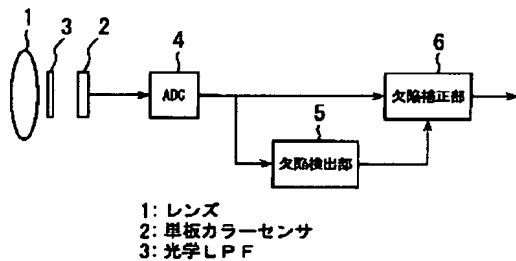 1 3 2 4 6
ADC
欠陥補正部
5
欠陥検出部
1: レンズ
2: 単板カラーセンサ
3: 光学LPF